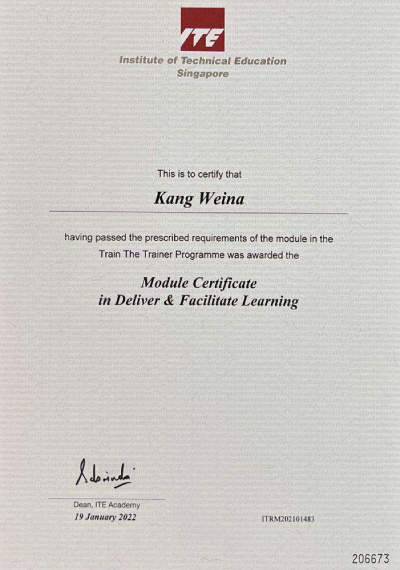 ITE
Institute of Technical Education
Singapore
This is to certify that
Kang Weina
having passed the prescribed requirements of the module in the
Train The Trainer Programme was awarded the
Module Certificate
in Deliver & Facilitate Learning
Dean, ITE Academy
19 January 2022
ITRM202101483
206673